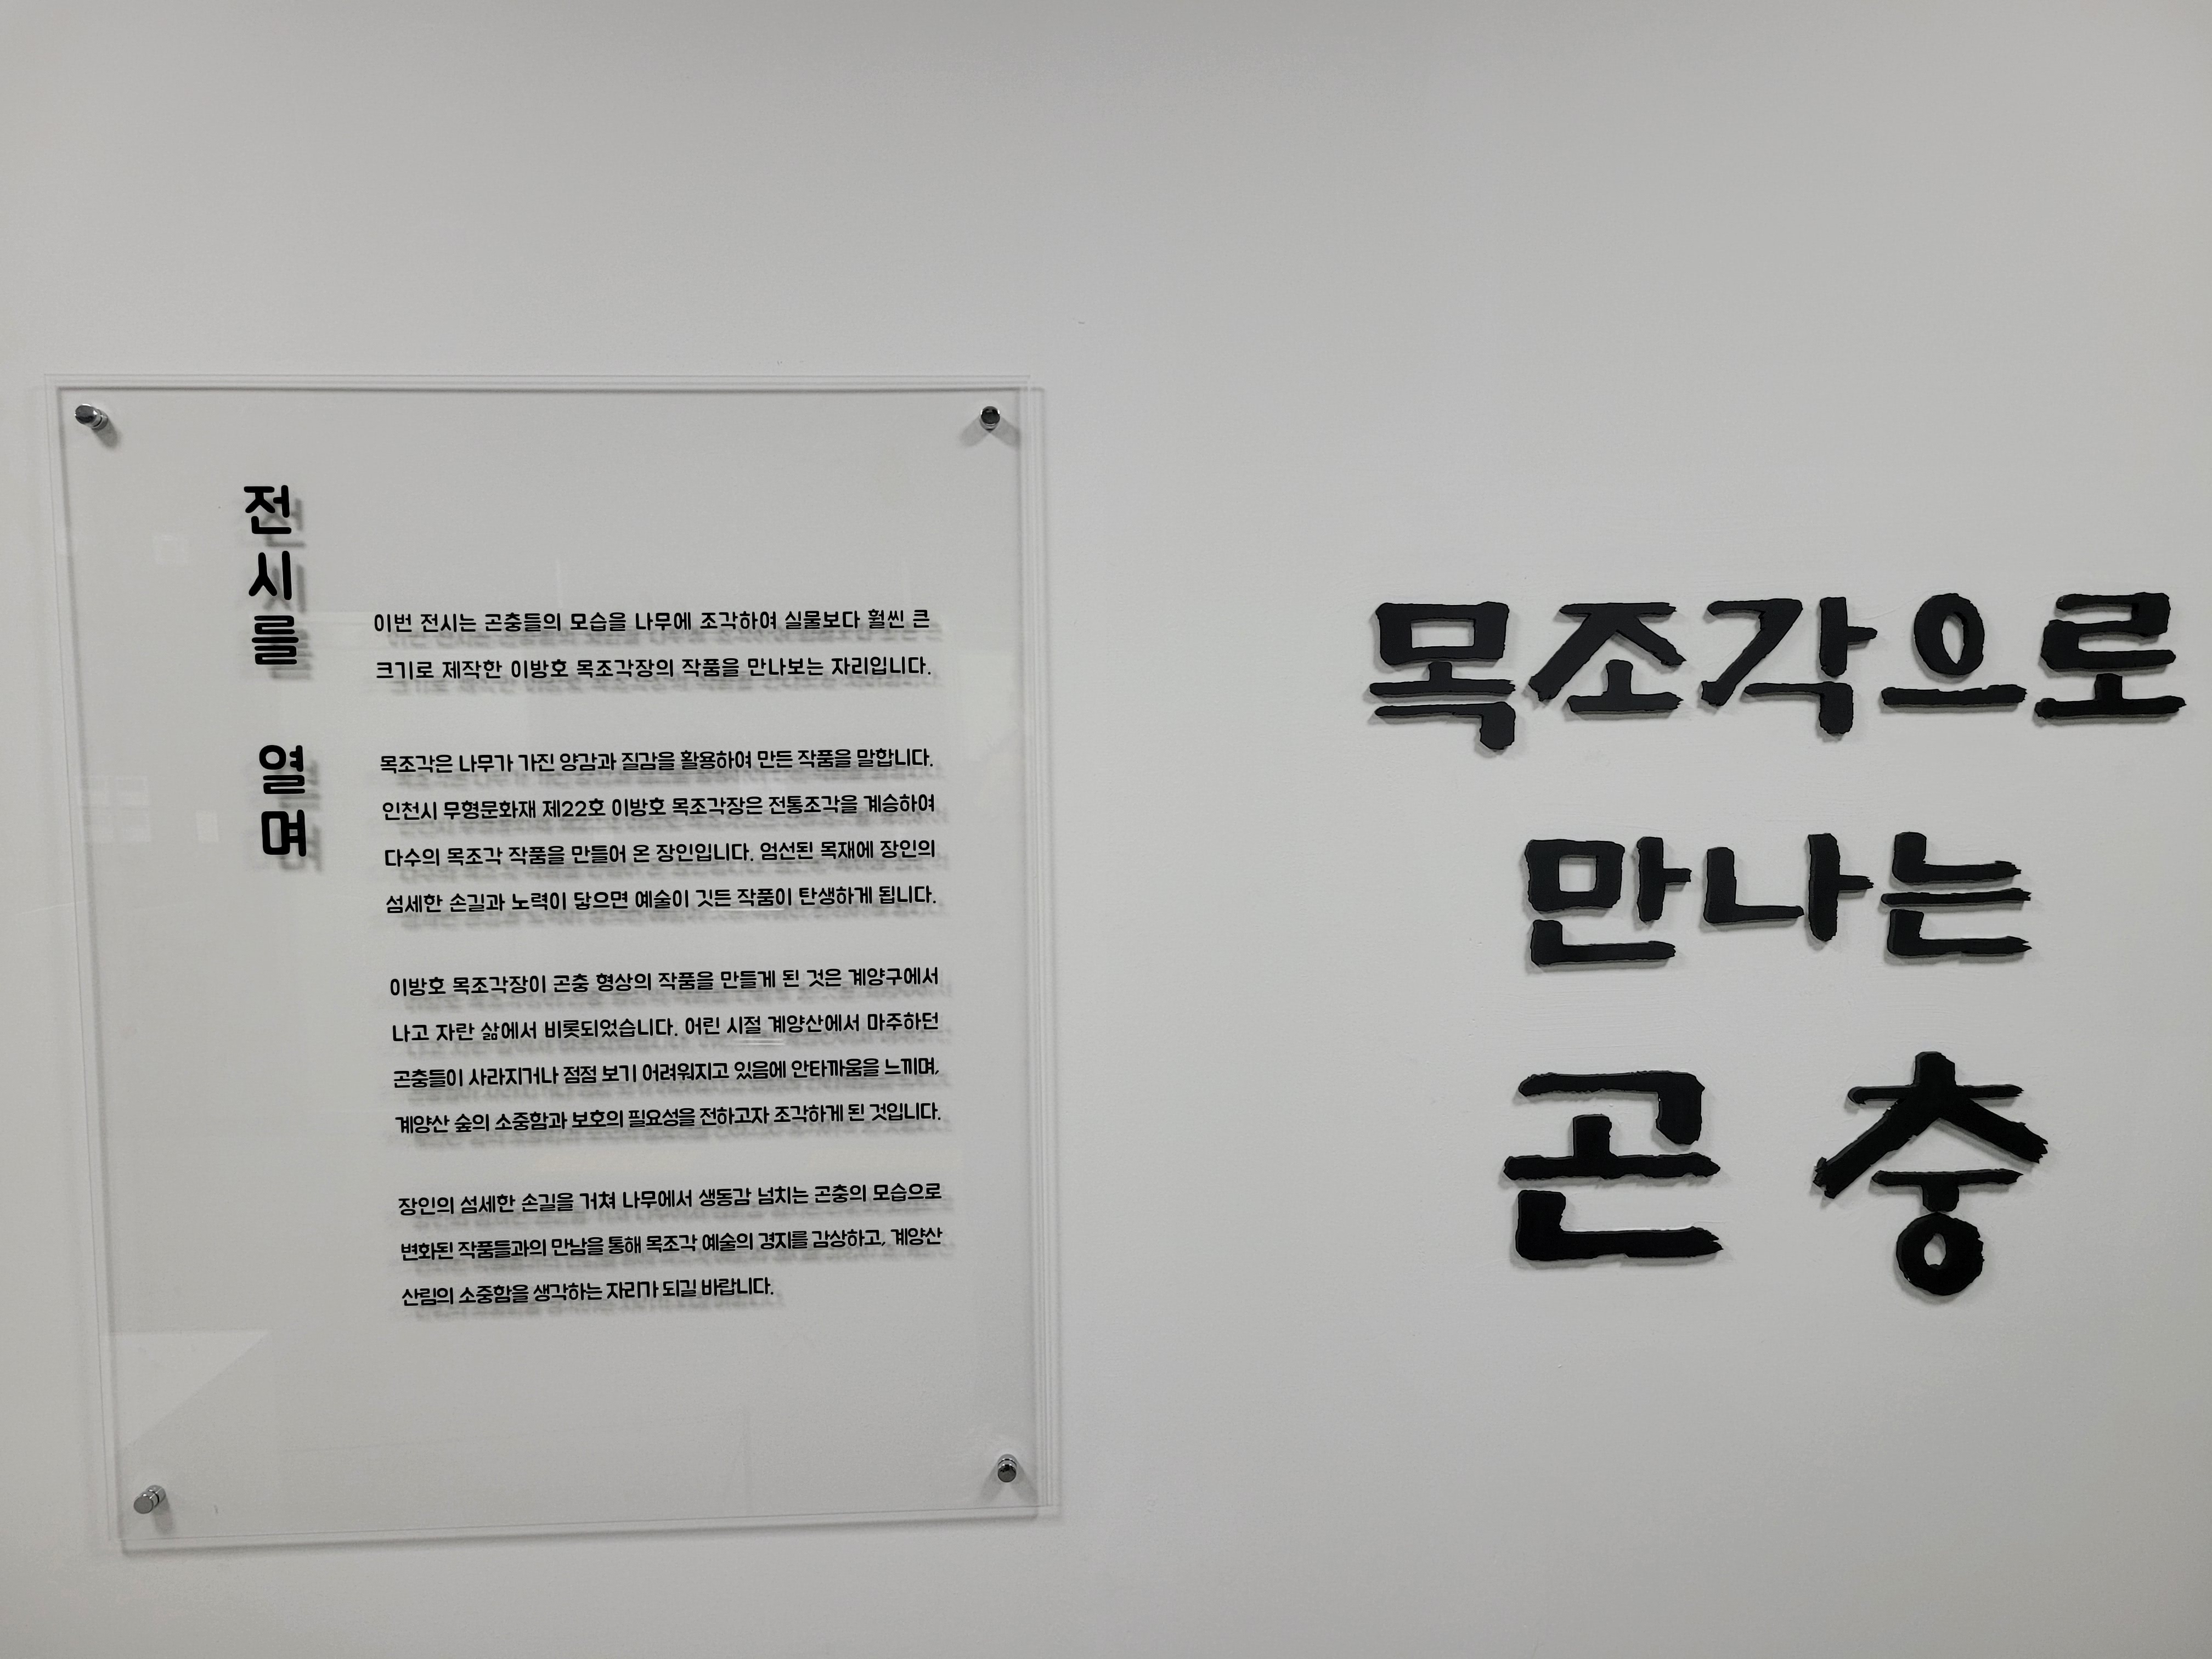 전시를 열며
이번 전시는 곤충들의 모습을 나무에 조각하여 실물보다 훨씬 큰
크기로 제작한 이방호 목조각장의 작품을 만나보는 자리입니다.
목조각은 나무가 가진 양감과 질감을 활용하여 만든 작품을 말합니다.
인천시 무형문화재 제22호 이방호 목조각장은 전통조각을 계승하여
다수의 목조각 작품을 만들어 온 장인입니다. 엄선된 목재에 장인의
섬세한 손길과 노력이 닿으면 예술이 깃든 작품이 탄생하게 됩니다.
이방호 목조각장이 곤충 형상의 작품을 만들게 된 것은 계양구에서
나고 자란 삶에서 비롯되었습니다. 어린 시절 계양산에서 마주하던
곤충들이 사라지거나 점점 보기 어려워지고 있음에 안타까움을 느끼며,
계양산 숲의 소중함과 보호의 필요성을 전하고자 조각하게 된 것입니다.
장인의 섬세한 손길을 거쳐 나무에서 생동감 넘치는 곤충의 모습으로
변화된 작품들과의 만남을 통해 목조각 예술의 경지를 감상하고, 계양산
산림의 소중함을 생각하는 자리가 되길 바랍니다.
목조각으로
만나는
곤충